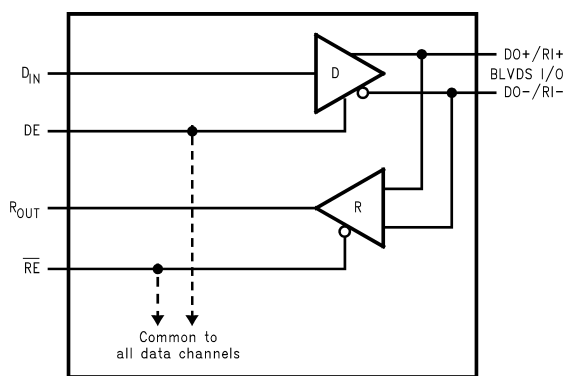 DO+/RI+
D
BLVDS I/O
DIN
DO−/RI−
DE
ROUT
R
RE
Common to
all data channels